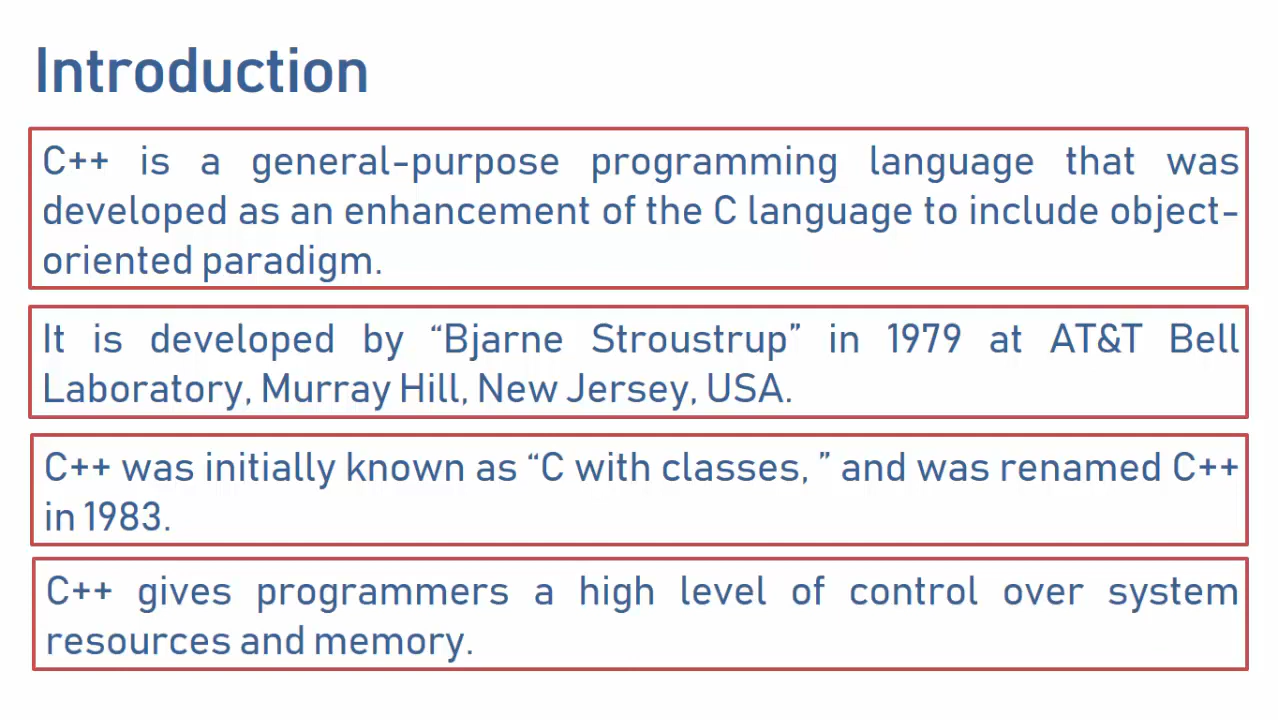 Introduction
C++ is a general-purpose programming language that was
developed as an enhancement of the C language to include object-
oriented paradigm.
It is developed by “Bjarne Stroustrup” in 1979 at AT&T Bell
Laboratory, Murray Hill, New Jersey, USA.
C++ was initially known as “C with classes, ” and was renamed C++
in 1983.
C++ gives programmers a high level of control over system
resources and memory.